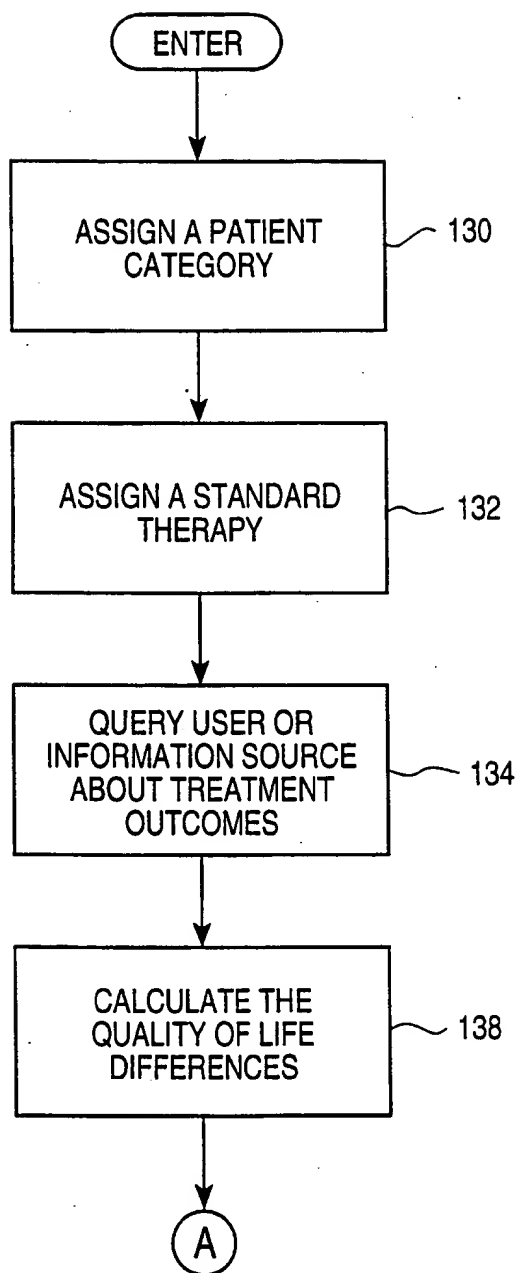 ENTER
ASSIGN A PATIENT
CATEGORY
130
ASSIGN A STANDARD
THERAPY
132
QUERY USER OR
INFORMATION SOURCE
ABOUT TREATMENT
OUTCOMES
134
CALCULATE THE
QUALITY OF LIFE
DIFFERENCES
138
A